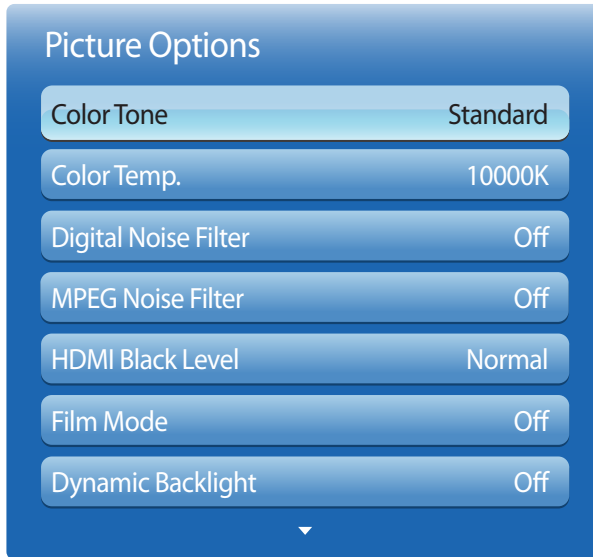 Picture Options
Color Tone Standard
Color Temp. 10000K
Digital Noise Filter Off
MPEG Noise Filter Off
HDMI Black Level Normal
Film Mode Off
Dynamic Backlight Off